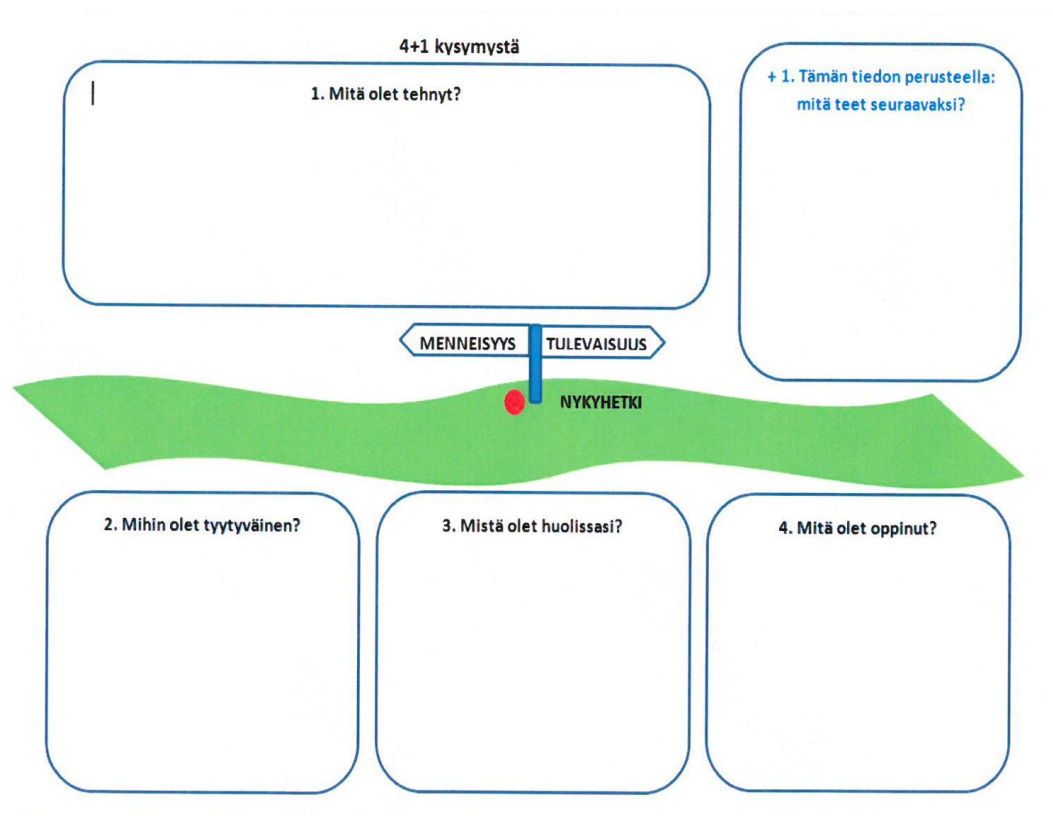 4+1 kysymystä
1. Mitä olet tehnyt?
+ 1. Tämän tiedon perusteella:
mitä teet seuraavaksi?
MENNEISYYS
TULEVAISUUS
NYKYHETKI
2. Mihin olet tyytyväinen?
3. Mistä olet huolissasi?
4. Mitä olet oppinut?